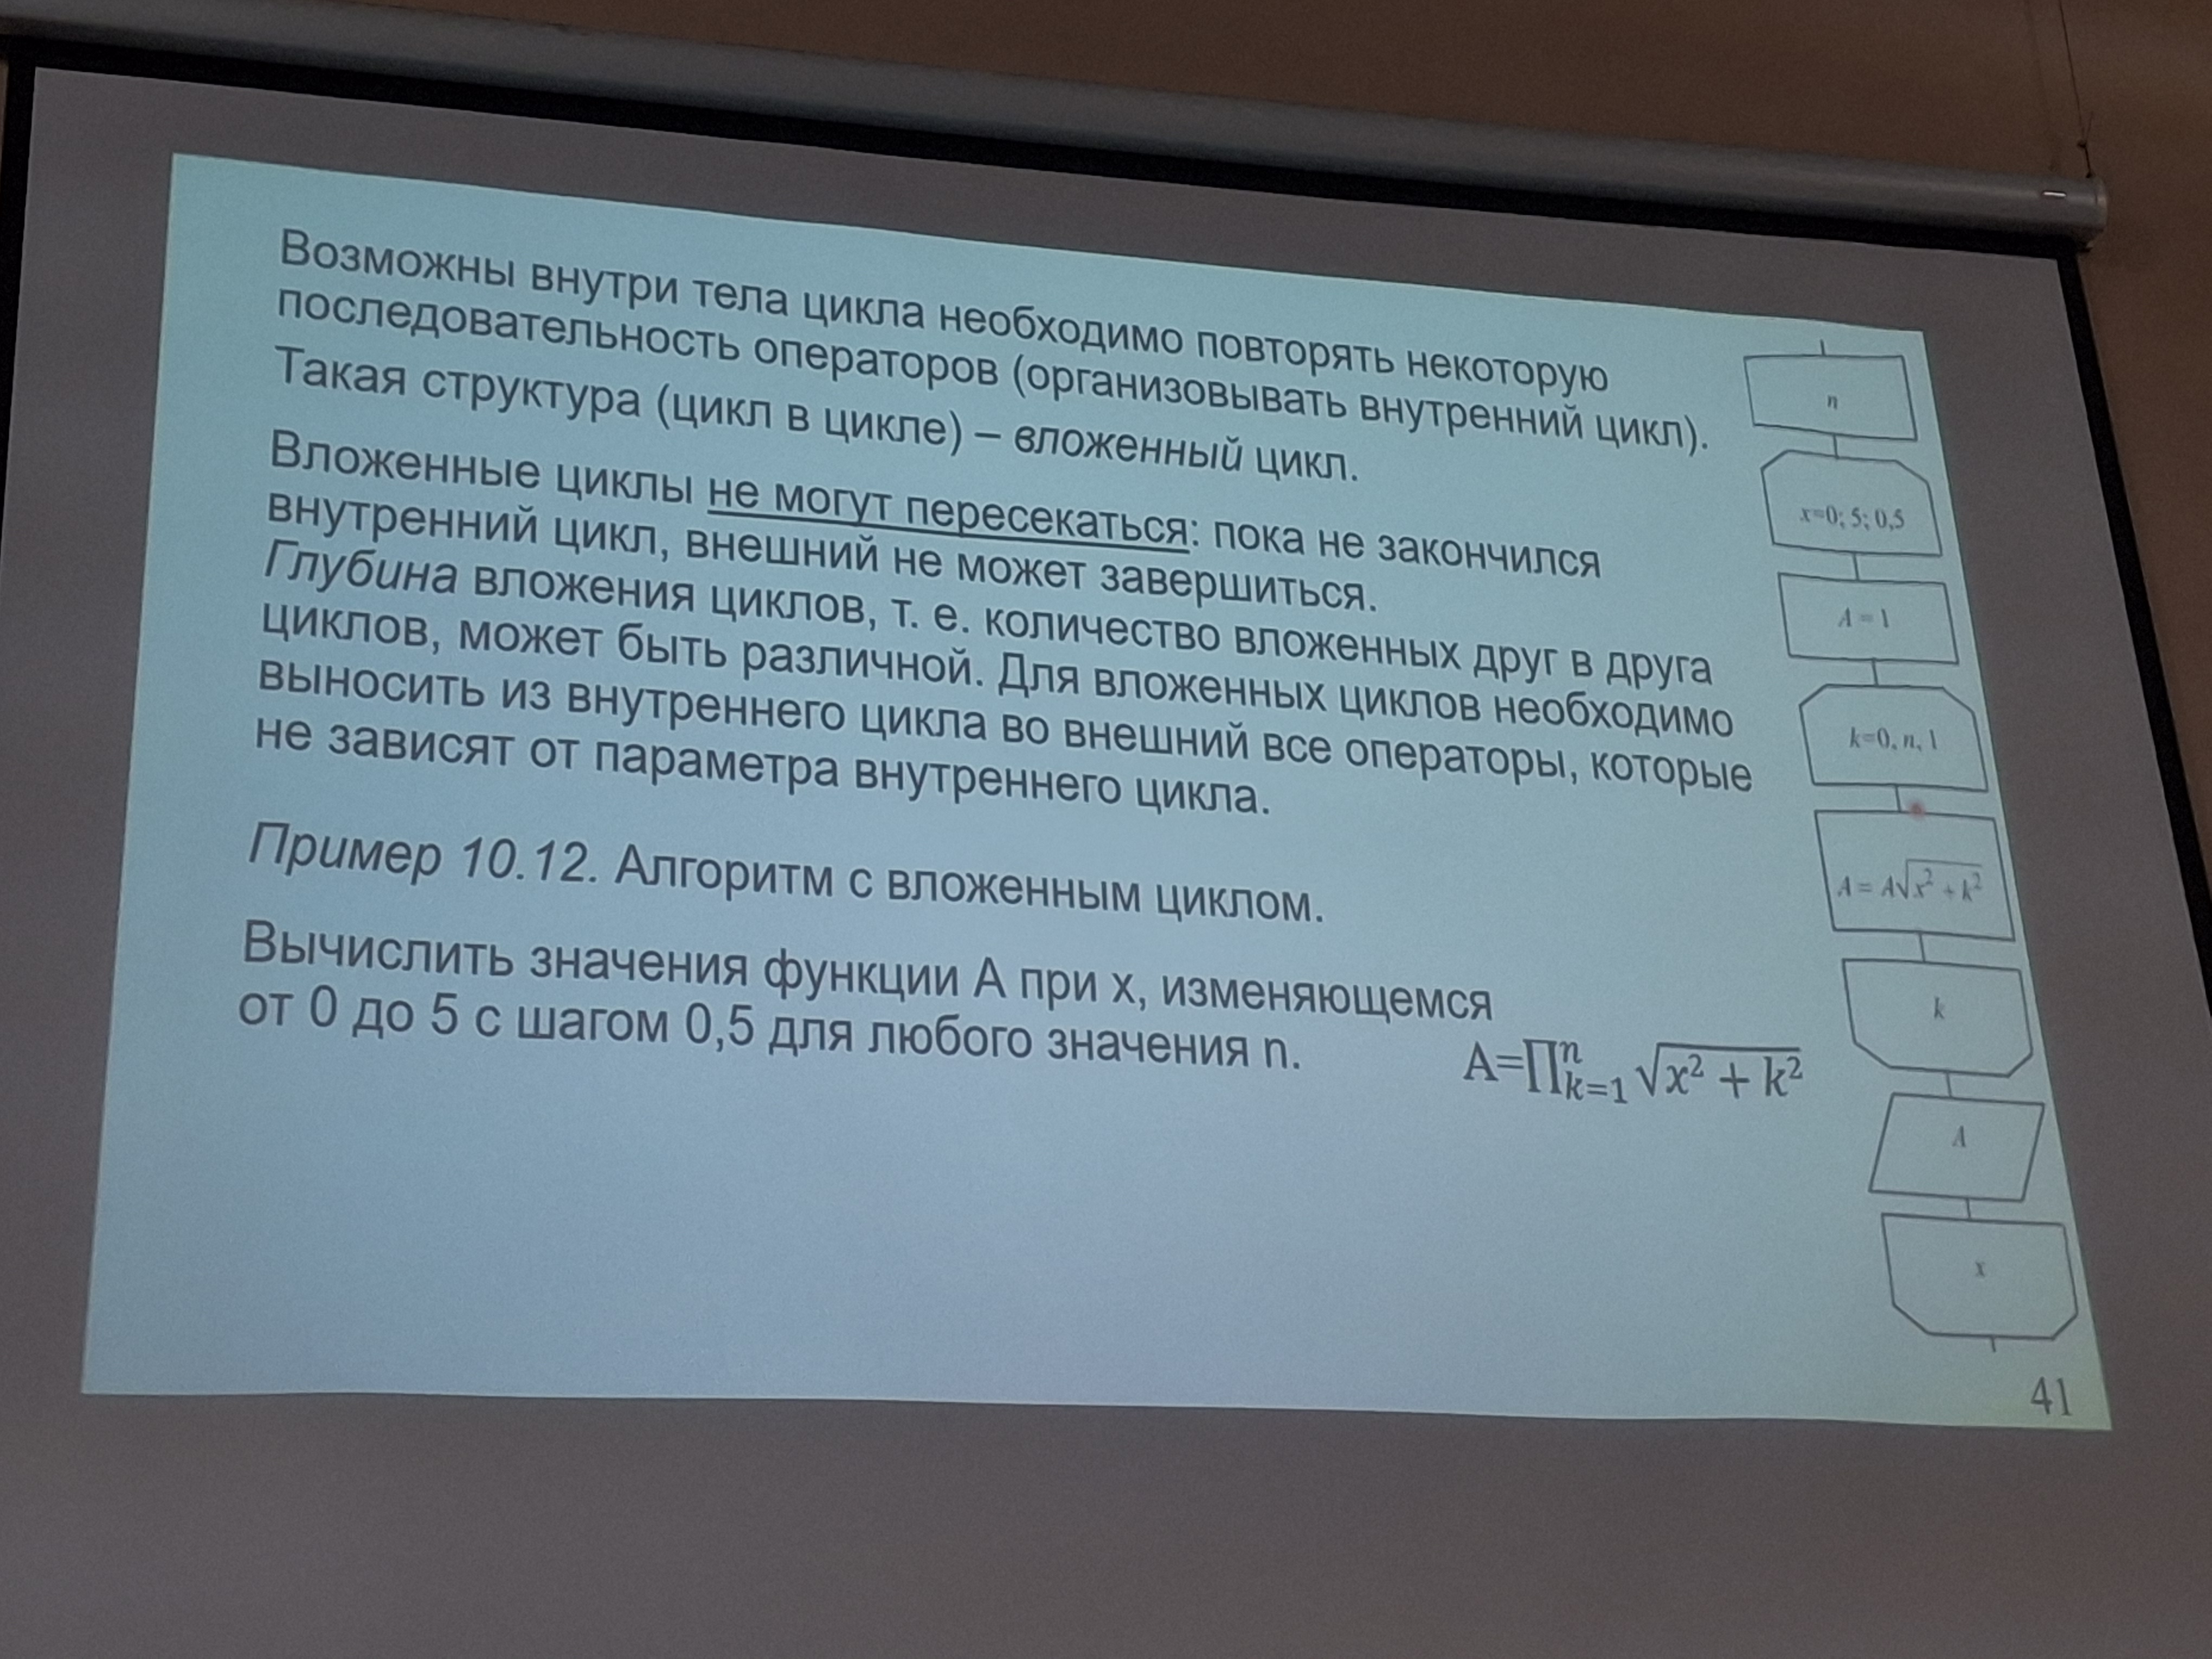 Возможны внутри тела цикла необходимо повторять некоторую
последовательность операторов (организовывать внутренний цикл).
Такая структура (цикл в цикле) – вложенный цикл.
Вложенные циклы не могут пересекаться: пока не закончился
внутренний цикл, внешний не может завершиться.
Глубина вложения циклов, т. е. количество вложенных друг в друга
циклов, может быть различной. Для вложенных циклов необходимо
выносить из внутреннего цикла во внешний все операторы, которые
не зависят от параметра внутреннего цикла.
Пример 10.12. Алгоритм с вложенным циклом.
Вычислить значения функции А при х, изменяющемся
от 0 до 5 с шагом 0,5 для любого значения n.
A=∏ⁿₖ₌₁ √x² + k²
n
x=0; 5; 0,5
A = 1
k=0, n, 1
A = A√x² + k²
k
A
x
41